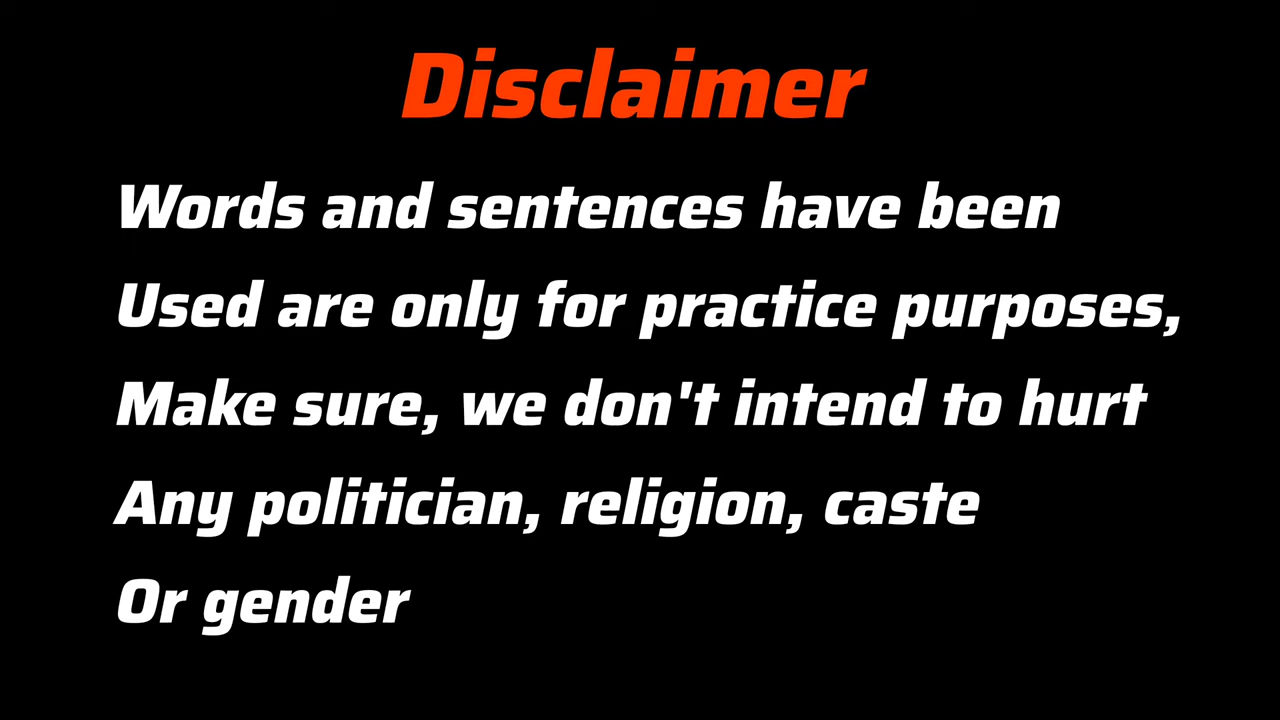 Disclaimer
Words and sentences have been
Used are only for practice purposes,
Make sure, we don't intend to hurt
Any politician, religion, caste
Or gender